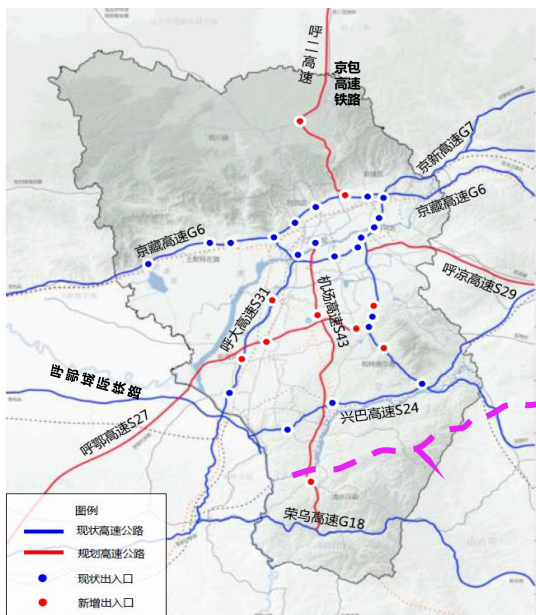 呼二高速
京包
高速
铁路
京新高速G7
京藏高速G6
京藏高速G6
呼凉高速S29
机场高速S43
呼大高速S31
呼鄂城际铁路
呼鄂高速S27
兴巴高速S24
荣乌高速G18
图例
现状高速公路
规划高速公路
现状出入口
新增出入口